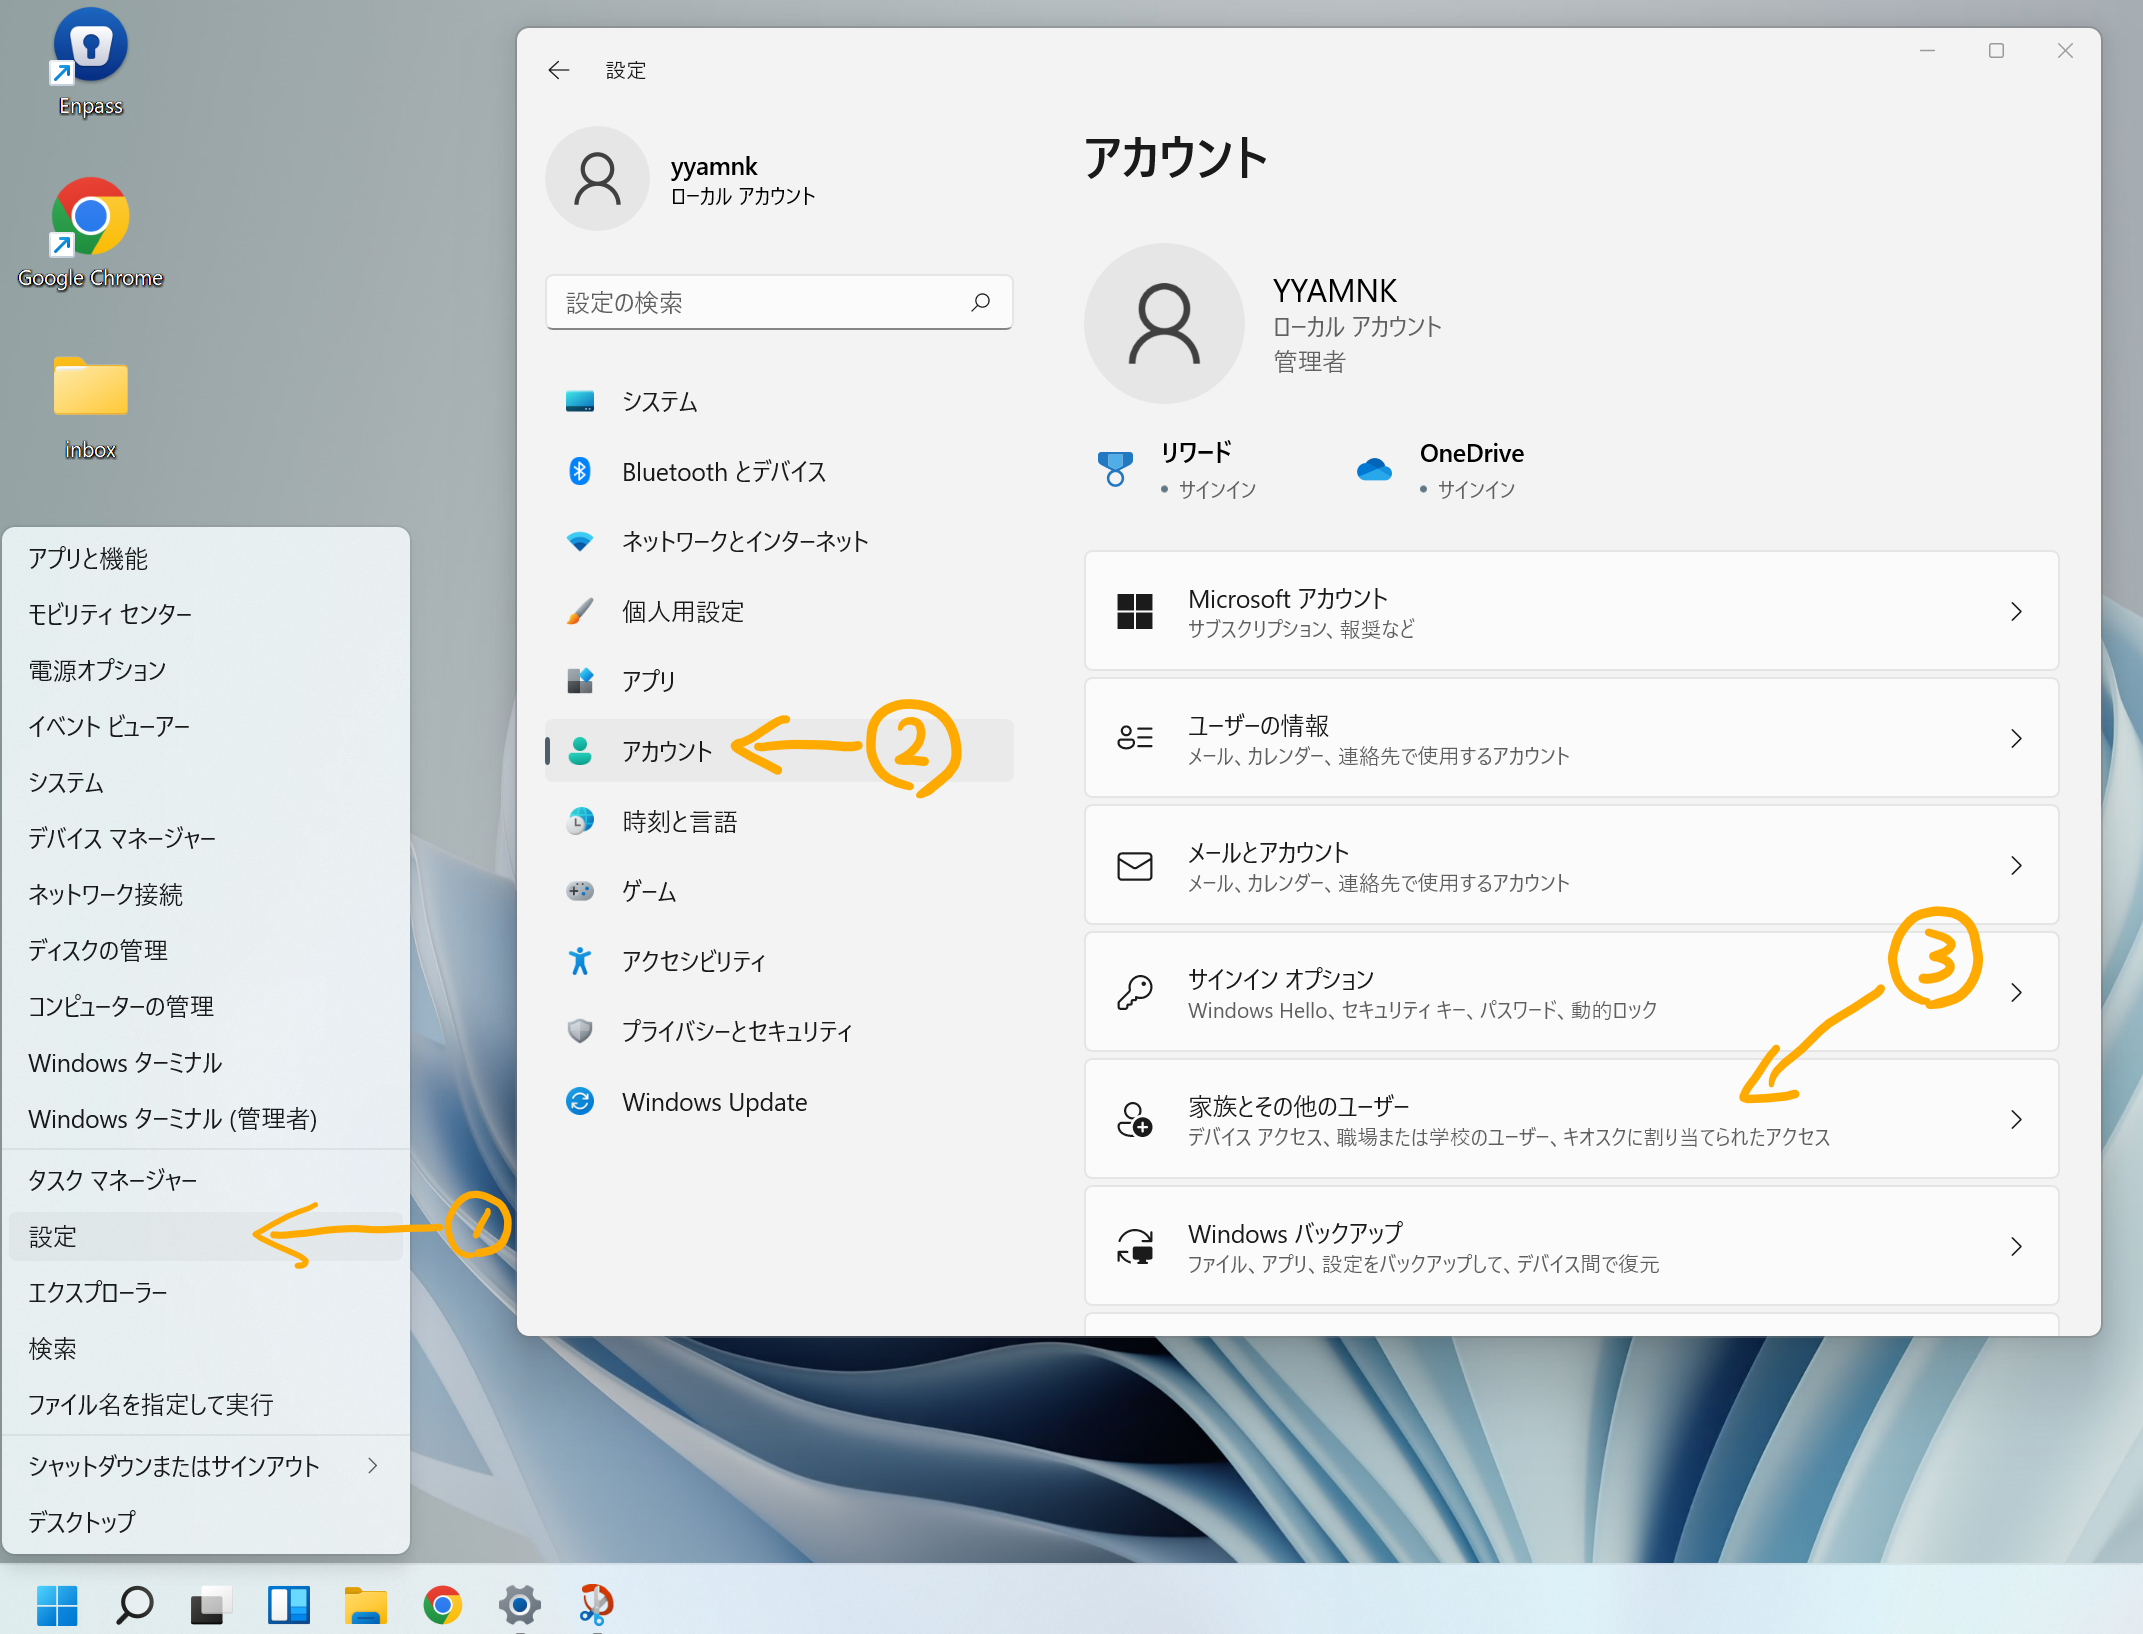 Enpass
Google Chrome
inbox
アプリと機能
モビリティ センター
電源オプション
イベント ビューアー
システム
デバイス マネージャー
ネットワーク接続
ディスクの管理
コンピューターの管理
Windows ターミナル
Windows ターミナル (管理者)
タスク マネージャー
設定
①
エクスプローラー
検索
ファイル名を指定して実行
シャットダウンまたはサインアウト
デスクトップ
設定
yyamnk
ローカル アカウント
設定の検索
システム
Bluetooth とデバイス
ネットワークとインターネット
個人用設定
アプリ
アカウント
②
時刻と言語
ゲーム
アクセシビリティ
プライバシーとセキュリティ
Windows Update
アカウント
YYAMNK
ローカル アカウント
管理者
リワード
• サインイン
OneDrive
• サインイン
Microsoft アカウント
サブスクリプション、報奨など
ユーザーの情報
メール、カレンダー、連絡先で使用するアカウント
メールとアカウント
メール、カレンダー、連絡先で使用するアカウント
③
サインイン オプション
Windows Hello、セキュリティ キー、パスワード、動的ロック
家族とその他のユーザー
デバイス アクセス、職場または学校のユーザー、キオスクに割り当てられたアクセス
Windows バックアップ
ファイル、アプリ、設定をバックアップして、デバイス間で復元